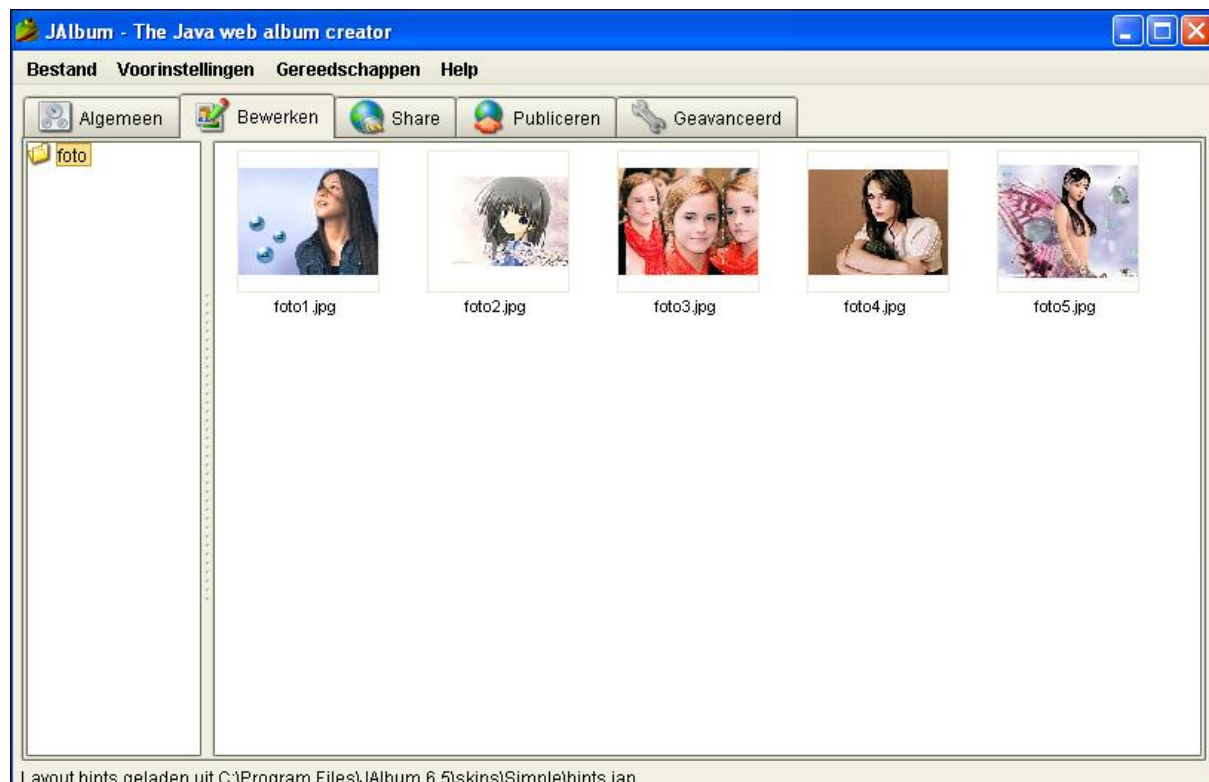 JAlbum - The Java web album creator
Bestand Voorinstellingen Gereedschappen Help
Algemeen Bewerken Share Publiceren Geavanceerd
foto
foto1.jpg foto2.jpg foto3.jpg foto4.jpg foto5.jpg
Layout hints geladen uit C:\Program Files\JAlbum 6.5\skins\Simple\hints.jap